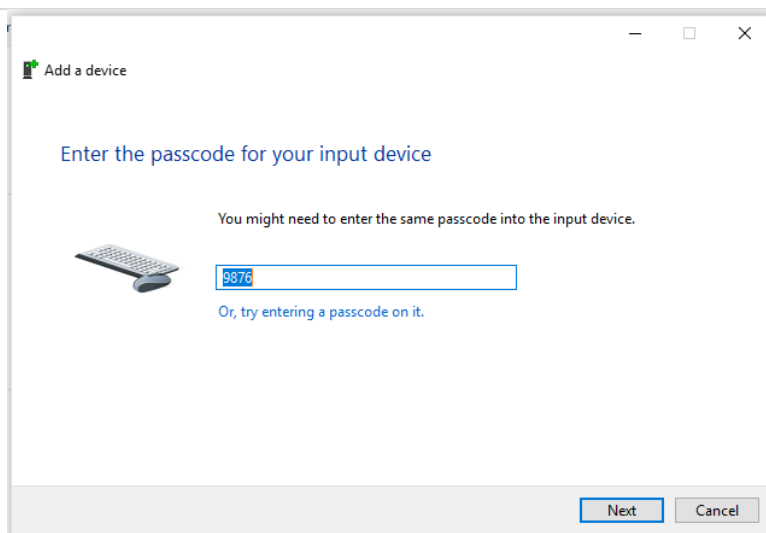 Add a device
Enter the passcode for your input device
You might need to enter the same passcode into the input device.
9876
Or, try entering a passcode on it.
Next
Cancel